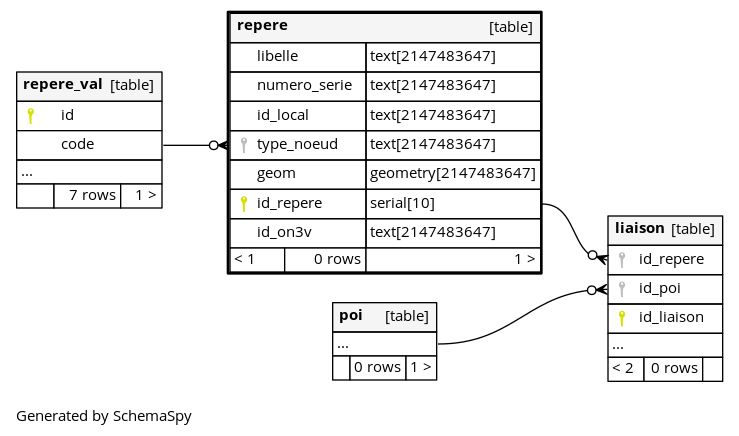 repere_val [table]
id
code
...
7 rows 1 >
repere [table]
libelle text[2147483647]
numero_serie text[2147483647]
id_local text[2147483647]
type_noeud text[2147483647]
geom geometry[2147483647]
id_repere serial[10]
id_on3v text[2147483647]
< 1 0 rows 1 >
liaison [table]
id_repere
id_poi
id_liaison
...
< 2 0 rows
poi [table]
...
0 rows 1 >
Generated by SchemaSpy